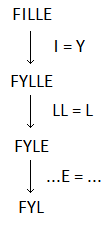 FILLE
I = Y
FYLLE
LL = L
FYLE
...E = ...
FYL